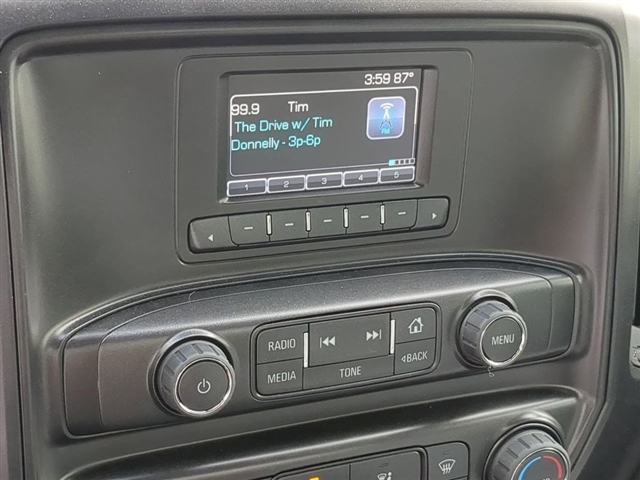 3:59 87°
99.9 Tim
The Drive w/ Tim
Donnelly - 3p-6p
FM
1 2 3 4 5
RADIO
MEDIA
TONE
BACK
MENU